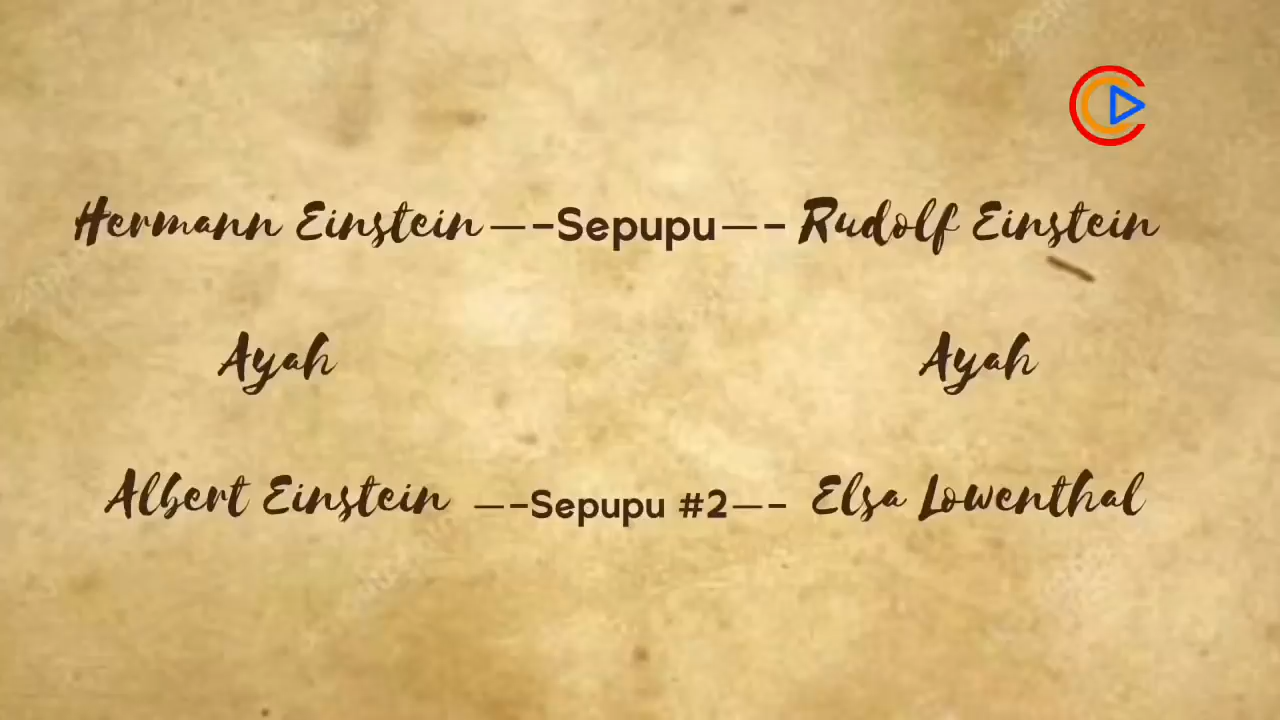 Hermann Einstein —-Sepupu—- Rudolf Einstein
Ayah Ayah
Albert Einstein —-Sepupu #2—- Elsa Lowenthal